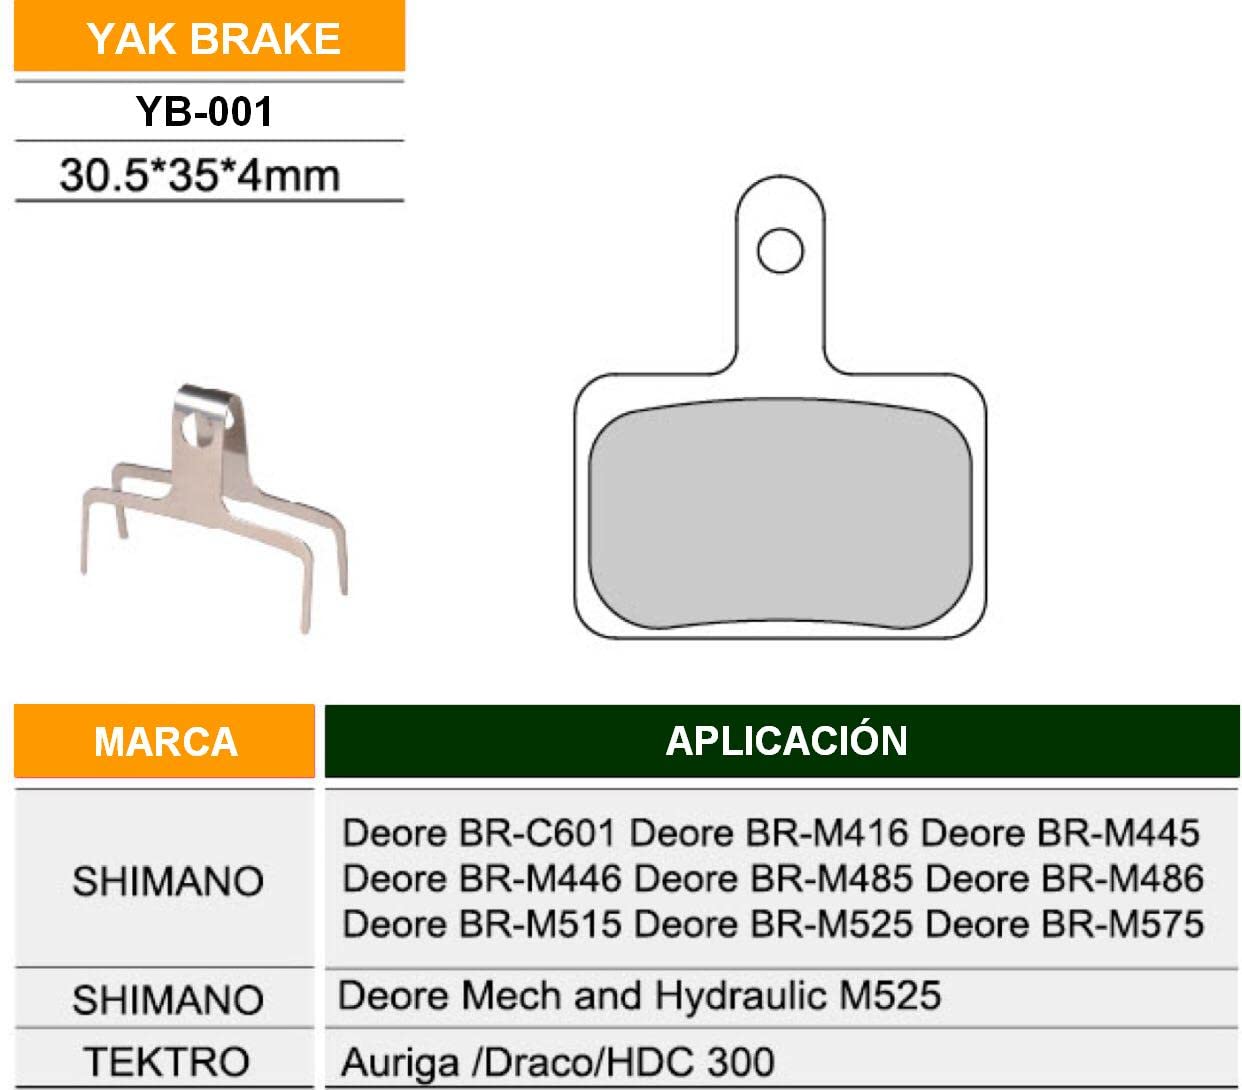 YAK BRAKE
YB-001
30.5*35*4mm
MARCA
APLICACIÓN
SHIMANO
Deore BR-C601 Deore BR-M416 Deore BR-M445
Deore BR-M446 Deore BR-M485 Deore BR-M486
Deore BR-M515 Deore BR-M525 Deore BR-M575
SHIMANO
Deore Mech and Hydraulic M525
TEKTRO
Auriga /Draco/HDC 300